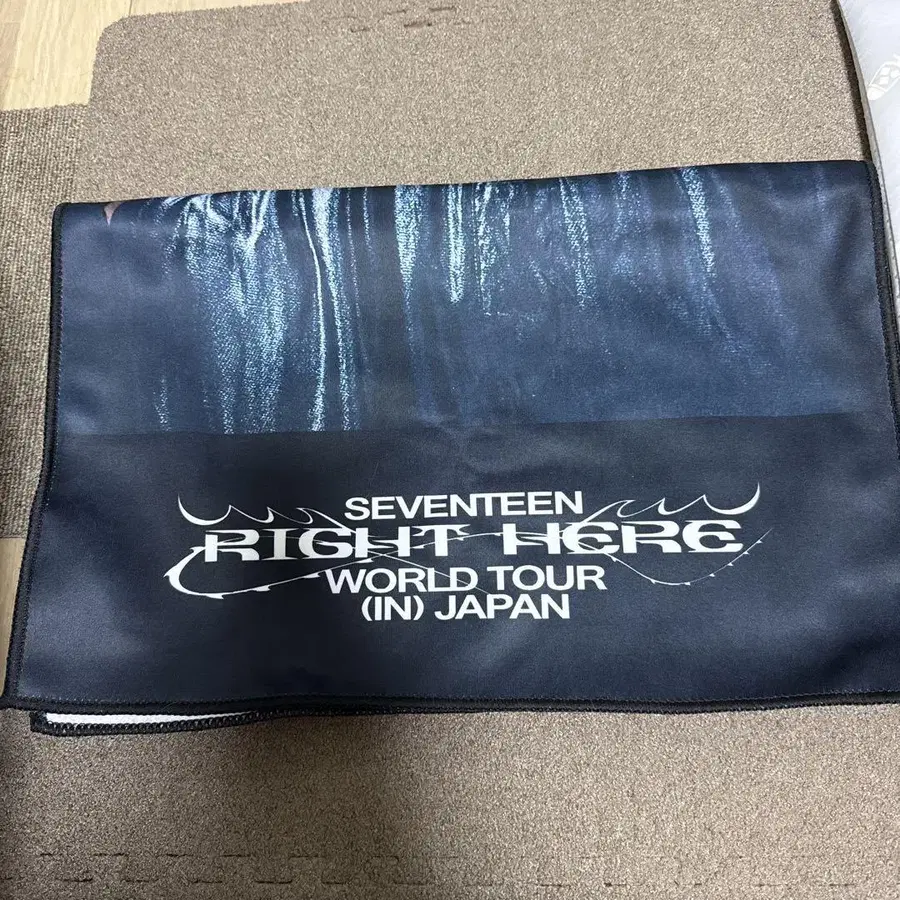 SEVENTEEN
RIGHT HERE
WORLD TOUR
(IN) JAPAN